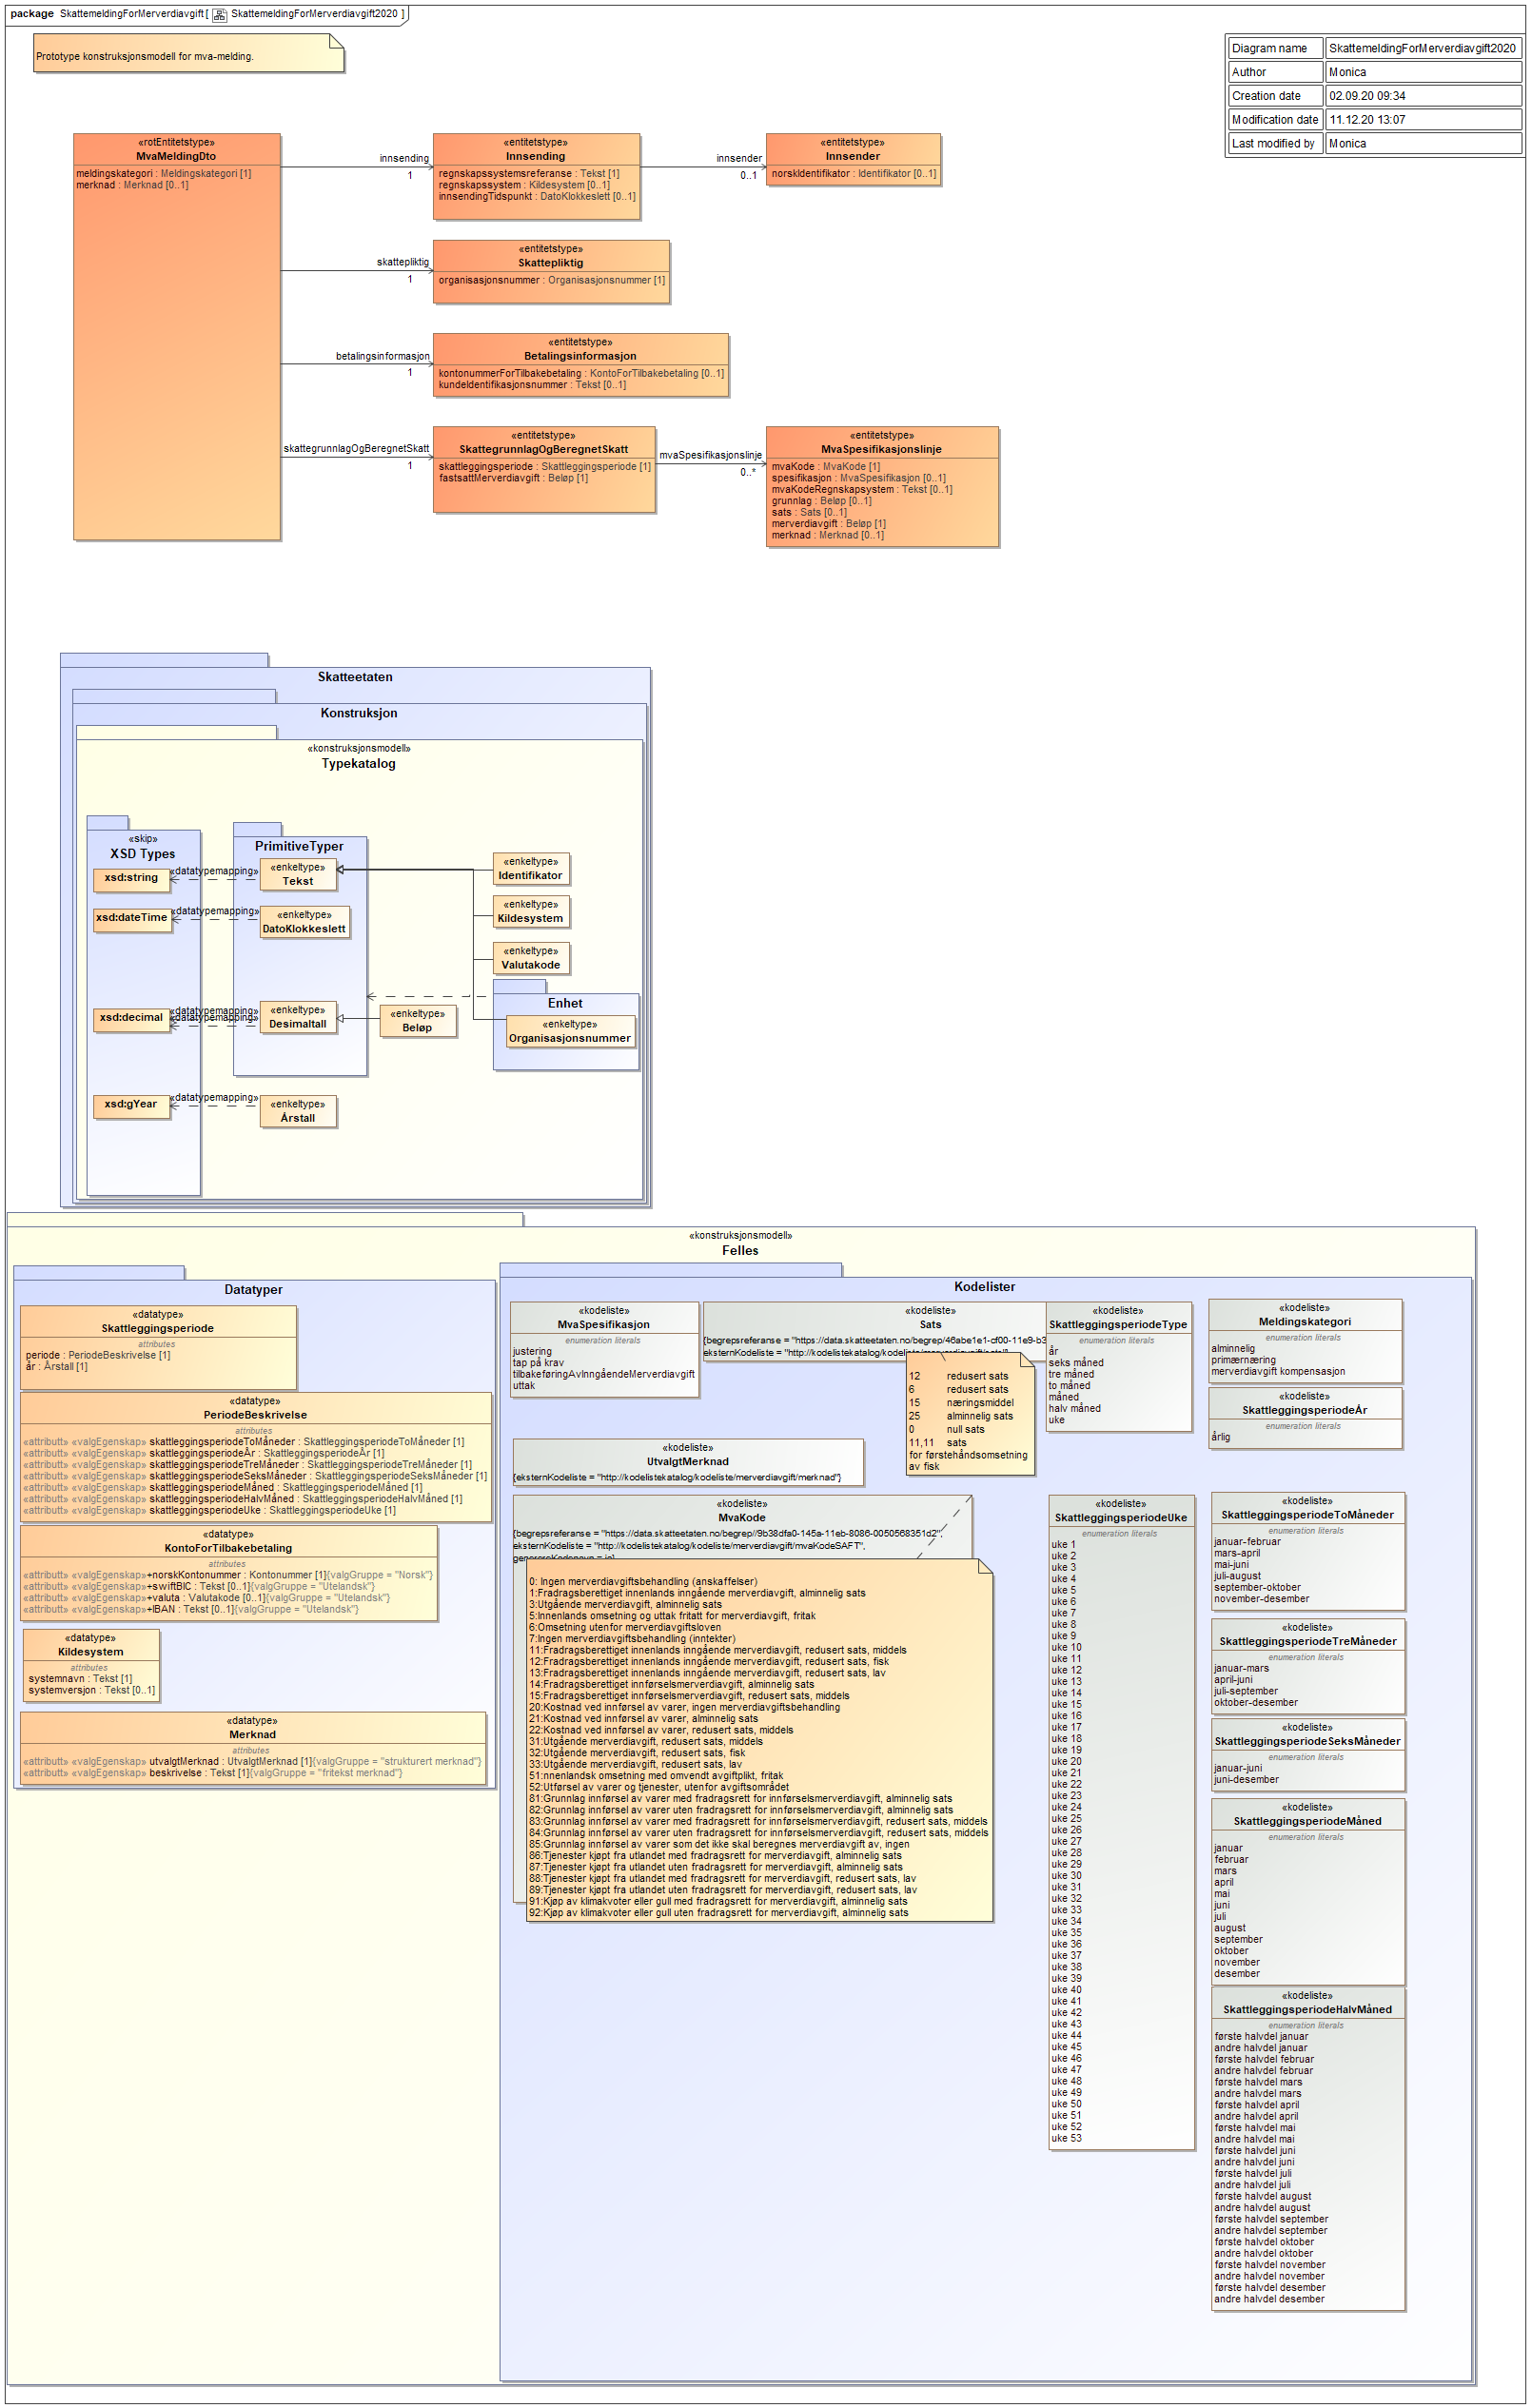 package SkattemeldingForMerverdiavgift [ SkattemeldingForMerverdiavgift2020 ]
Prototype konstruksjonsmodell for mva-melding.
Diagram name SkattemeldingForMerverdiavgift2020
Author Monica
Creation date 02.09.20 09:34
Modification date 11.12.20 13:07
Last modified by Monica
«rotEntitetstype»
MvaMeldingDto
meldingskategori : Meldingskategori [1]
merknad : Merknad [0..1]
innsending
1
«entitetstype»
Innsending
regnskapssystemsreferanse : Tekst [1]
regnskapssystem : Kildesystem [0..1]
innsendingTidspunkt : DatoKlokkeslett [0..1]
innsender
0..1
«entitetstype»
Innsender
norskIdentifikator : Identifikator [0..1]
skattepliktig
1
«entitetstype»
Skattepliktig
organisasjonsnummer : Organisasjonsnummer [1]
betalingsinformasjon
1
«entitetstype»
Betalingsinformasjon
kontonummerForTilbakebetaling : KontoForTilbakebetaling [0..1]
kundeIdentifikasjonsnummer : Tekst [0..1]
skattegrunnlagOgBeregnetSkatt
1
«entitetstype»
SkattegrunnlagOgBeregnetSkatt
skattleggingsperiode : Skattleggingsperiode [1]
fastsattMerverdiavgift : Beløp [1]
mvaSpesifikasjonslinje
0..*
«entitetstype»
MvaSpesifikasjonslinje
mvaKode : MvaKode [1]
spesifikasjon : MvaSpesifikasjon [0..1]
mvaKodeRegnskapsystem : Tekst [0..1]
grunnlag : Beløp [0..1]
sats : Sats [0..1]
merverdiavgift : Beløp [1]
merknad : Merknad [0..1]
Skatteetaten
Konstruksjon
«konstruksjonsmodell»
Typekatalog
«skip»
XSD Types
xsd:string
xsd:dateTime
xsd:decimal
xsd:gYear
«datatypemapping»
«datatypemapping»
«datatypemapping»
«datatypemapping»
«datatypemapping»
PrimitiveTyper
«enkeltype»
Tekst
«enkeltype»
DatoKlokkeslett
«enkeltype»
Desimaltall
«enkeltype»
Årstall
«enkeltype»
Beløp
«enkeltype»
Identifikator
«enkeltype»
Kildesystem
«enkeltype»
Valutakode
Enhet
«enkeltype»
Organisasjonsnummer
«konstruksjonsmodell»
Felles
Datatyper
«datatype»
Skattleggingsperiode
attributes
periode : PeriodeBeskrivelse [1]
år : Årstall [1]
«datatype»
PeriodeBeskrivelse
attributes
«attributt» «valgEgenskap» skattleggingsperiodeToMåneder : SkattleggingsperiodeToMåneder [1]
«attributt» «valgEgenskap» skattleggingsperiodeÅr : SkattleggingsperiodeÅr [1]
«attributt» «valgEgenskap» skattleggingsperiodeTreMåneder : SkattleggingsperiodeTreMåneder [1]
«attributt» «valgEgenskap» skattleggingsperiodeSeksMåneder : SkattleggingsperiodeSeksMåneder [1]
«attributt» «valgEgenskap» skattleggingsperiodeMåned : SkattleggingsperiodeMåned [1]
«attributt» «valgEgenskap» skattleggingsperiodeHalvMåned : SkattleggingsperiodeHalvMåned [1]
«attributt» «valgEgenskap» skattleggingsperiodeUke : SkattleggingsperiodeUke [1]
«datatype»
KontoForTilbakebetaling
attributes
«attributt» «valgEgenskap»+norskKontonummer : Kontonummer [1]{valgGruppe = "Norsk"}
«attributt» «valgEgenskap»+swiftBIC : Tekst [0..1]{valgGruppe = "Utelandsk"}
«attributt» «valgEgenskap»+valuta : Valutakode [0..1]{valgGruppe = "Utelandsk"}
«attributt» «valgEgenskap»+IBAN : Tekst [0..1]{valgGruppe = "Utelandsk"}
«datatype»
Kildesystem
attributes
systemnavn : Tekst [1]
systemversjon : Tekst [0..1]
«datatype»
Merknad
attributes
«attributt» «valgEgenskap» utvalgtMerknad : UtvalgtMerknad [1]{valgGruppe = "strukturert merknad"}
«attributt» «valgEgenskap» beskrivelse : Tekst [1]{valgGruppe = "fritekst merknad"}
Kodelister
«kodeliste»
MvaSpesifikasjon
enumeration literals
justering
tap på krav
tilbakeføringAvInngåendeMerverdiavgift
uttak
«kodeliste»
Sats
{begrepsreferanse = "https://data.skatteetaten.no/begrep/46abe1e1-cf00-11e9-b3
eksternKodeliste = "http://kodelistekatalog/kodeliste/merverdiavgift/sats"}
12 redusert sats
6 redusert sats
15 næringsmiddel
25 alminnelig sats
0 null sats
11,11 sats
for førstehåndsomsetning
av fisk
«kodeliste»
SkattleggingsperiodeType
enumeration literals
år
seks måned
tre måned
to måned
måned
halv måned
uke
«kodeliste»
Meldingskategori
enumeration literals
alminnelig
primærnæring
merverdiavgift kompensasjon
«kodeliste»
SkattleggingsperiodeÅr
enumeration literals
årlig
«kodeliste»
UtvalgtMerknad
{eksternKodeliste = "http://kodelistekatalog/kodeliste/merverdiavgift/merknad"}
«kodeliste»
MvaKode
{begrepsreferanse = "https://data.skatteetaten.no/begrep//9b38dfa0-145a-11eb-8086-0050568351d2",
eksternKodeliste = "http://kodelistekatalog/kodeliste/merverdiavgift/mvaKodeSAFT",
genererеKodenavn = ja}
0: Ingen merverdiavgiftsbehandling (anskaffelser)
1:Fradragsberettiget innenlands inngående merverdiavgift, alminnelig sats
3:Utgående merverdiavgift, alminnelig sats
5:Innenlands omsetning og uttak fritatt for merverdiavgift, fritak
6:Omsetning utenfor merverdiavgiftsloven
7:Ingen merverdiavgiftsbehandling (inntekter)
11:Fradragsberettiget innenlands inngående merverdiavgift, redusert sats, middels
12:Fradragsberettiget innenlands inngående merverdiavgift, redusert sats, fisk
13:Fradragsberettiget innenlands inngående merverdiavgift, redusert sats, lav
14:Fradragsberettiget innførselsmerverdiavgift, alminnelig sats
15:Fradragsberettiget innførselsmerverdiavgift, redusert sats, middels
20:Kostnad ved innførsel av varer, ingen merverdiavgiftsbehandling
21:Kostnad ved innførsel av varer, alminnelig sats
22:Kostnad ved innførsel av varer, redusert sats, middels
31:Utgående merverdiavgift, redusert sats, middels
32:Utgående merverdiavgift, redusert sats, fisk
33:Utgående merverdiavgift, redusert sats, lav
51:nnenlandsk omsetning med omvendt avgiftplikt, fritak
52:Utførsel av varer og tjenester, utenfor avgiftsområdet
81:Grunnlag innførsel av varer med fradragsrett for innførselsmerverdiavgift, alminnelig sats
82:Grunnlag innførsel av varer uten fradragsrett for innførselsmerverdiavgift, alminnelig sats
83:Grunnlag innførsel av varer med fradragsrett for innførselsmerverdiavgift, redusert sats, middels
84:Grunnlag innførsel av varer uten fradragsrett for innførselsmerverdiavgift, redusert sats, middels
85:Grunnlag innførsel av varer som det ikke skal beregnes merverdiavgift av, ingen
86:Tjenester kjøpt fra utlandet med fradragsrett for merverdiavgift, alminnelig sats
87:Tjenester kjøpt fra utlandet uten fradragsrett for merverdiavgift, alminnelig sats
88:Tjenester kjøpt fra utlandet med fradragsrett for merverdiavgift, redusert sats, lav
89:Tjenester kjøpt fra utlandet uten fradragsrett for merverdiavgift, redusert sats, lav
91:Kjøp av klimakvoter eller gull med fradragsrett for merverdiavgift, alminnelig sats
92:Kjøp av klimakvoter eller gull uten fradragsrett for merverdiavgift, alminnelig sats
«kodeliste»
SkattleggingsperiodeUke
enumeration literals
uke 1
uke 2
uke 3
uke 4
uke 5
uke 6
uke 7
uke 8
uke 9
uke 10
uke 11
uke 12
uke 13
uke 14
uke 15
uke 16
uke 17
uke 18
uke 19
uke 20
uke 21
uke 22
uke 23
uke 24
uke 25
uke 26
uke 27
uke 28
uke 29
uke 30
uke 31
uke 32
uke 33
uke 34
uke 35
uke 36
uke 37
uke 38
uke 39
uke 40
uke 41
uke 42
uke 43
uke 44
uke 45
uke 46
uke 47
uke 48
uke 49
uke 50
uke 51
uke 52
uke 53
«kodeliste»
SkattleggingsperiodeToMåneder
enumeration literals
januar-februar
mars-april
mai-juni
juli-august
september-oktober
november-desember
«kodeliste»
SkattleggingsperiodeTreMåneder
enumeration literals
januar-mars
april-juni
juli-september
oktober-desember
«kodeliste»
SkattleggingsperiodeSeksMåneder
enumeration literals
januar-juni
juni-desember
«kodeliste»
SkattleggingsperiodeMåned
enumeration literals
januar
februar
mars
april
mai
juni
juli
august
september
oktober
november
desember
«kodeliste»
SkattleggingsperiodeHalvMåned
enumeration literals
første halvdel januar
andre halvdel januar
første halvdel februar
andre halvdel februar
første halvdel mars
andre halvdel mars
første halvdel april
andre halvdel april
første halvdel mai
andre halvdel mai
første halvdel juni
andre halvdel juni
første halvdel juli
andre halvdel juli
første halvdel august
andre halvdel august
første halvdel september
andre halvdel september
første halvdel oktober
andre halvdel oktober
første halvdel november
andre halvdel november
første halvdel desember
andre halvdel desember